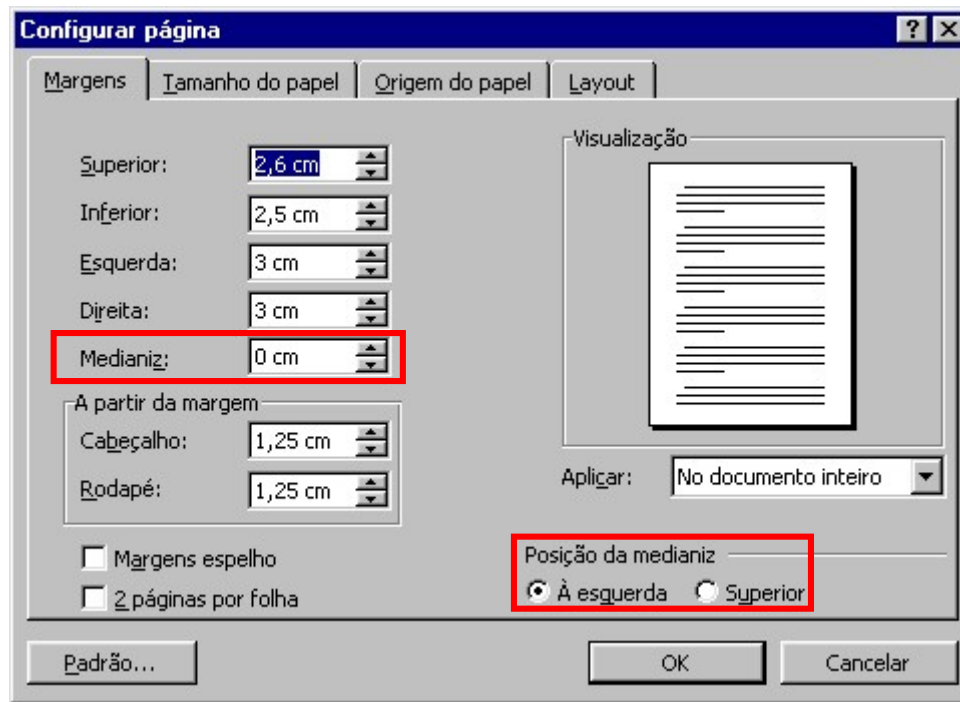 Configurar página
Margens Tamanho do papel Origem do papel Layout
Superior: 2,6 cm
Inferior: 2,5 cm
Esquerda: 3 cm
Direita: 3 cm
Medianiz: 0 cm
A partir da margem
Cabeçalho: 1,25 cm
Rodapé: 1,25 cm
Margens espelho
2 páginas por folha
Visualização
Aplicar: No documento inteiro
Posição da medianiz
À esquerda Superior
Padrão... OK Cancelar